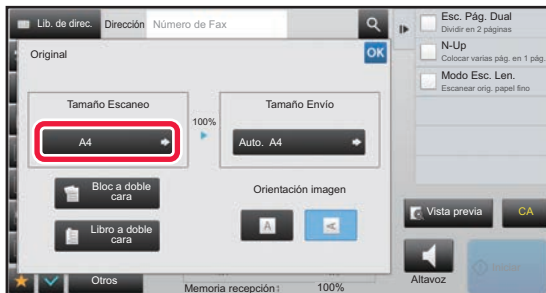 Lib. de direc.
Dirección
Número de Fax
Original
OK
Tamaño Escaneo
A4
100%
Tamaño Envío
Auto. A4
Bloc a doble
cara
Libro a doble
cara
Orientación imagen
A
A
Otros
Memoria recepción:
100%
Esc. Pág. Dual
Dividir en 2 páginas
N-Up
Colocar varias pág. en 1 pág.
Modo Esc. Len.
Escanear orig. papel fino
Vista previa
CA
Altavoz